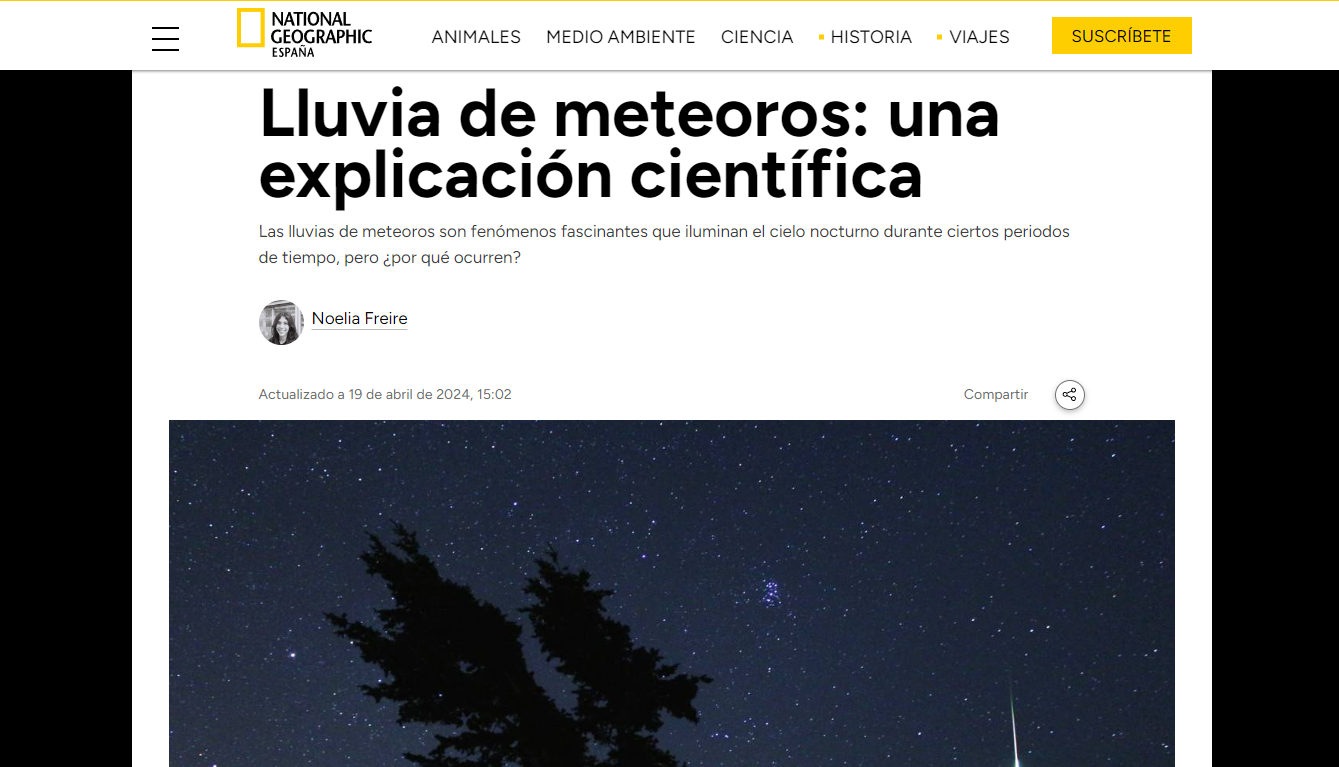 NATIONAL
GEOGRAPHIC
ESPAÑA
ANIMALES MEDIO AMBIENTE CIENCIA HISTORIA VIAJES SUSCRÍBETE
Lluvia de meteoros: una
explicación científica
Las lluvias de meteoros son fenómenos fascinantes que iluminan el cielo nocturno durante ciertos periodos
de tiempo, pero ¿por qué ocurren?
Noelia Freire
Actualizado a 19 de abril de 2024, 15:02 Compartir